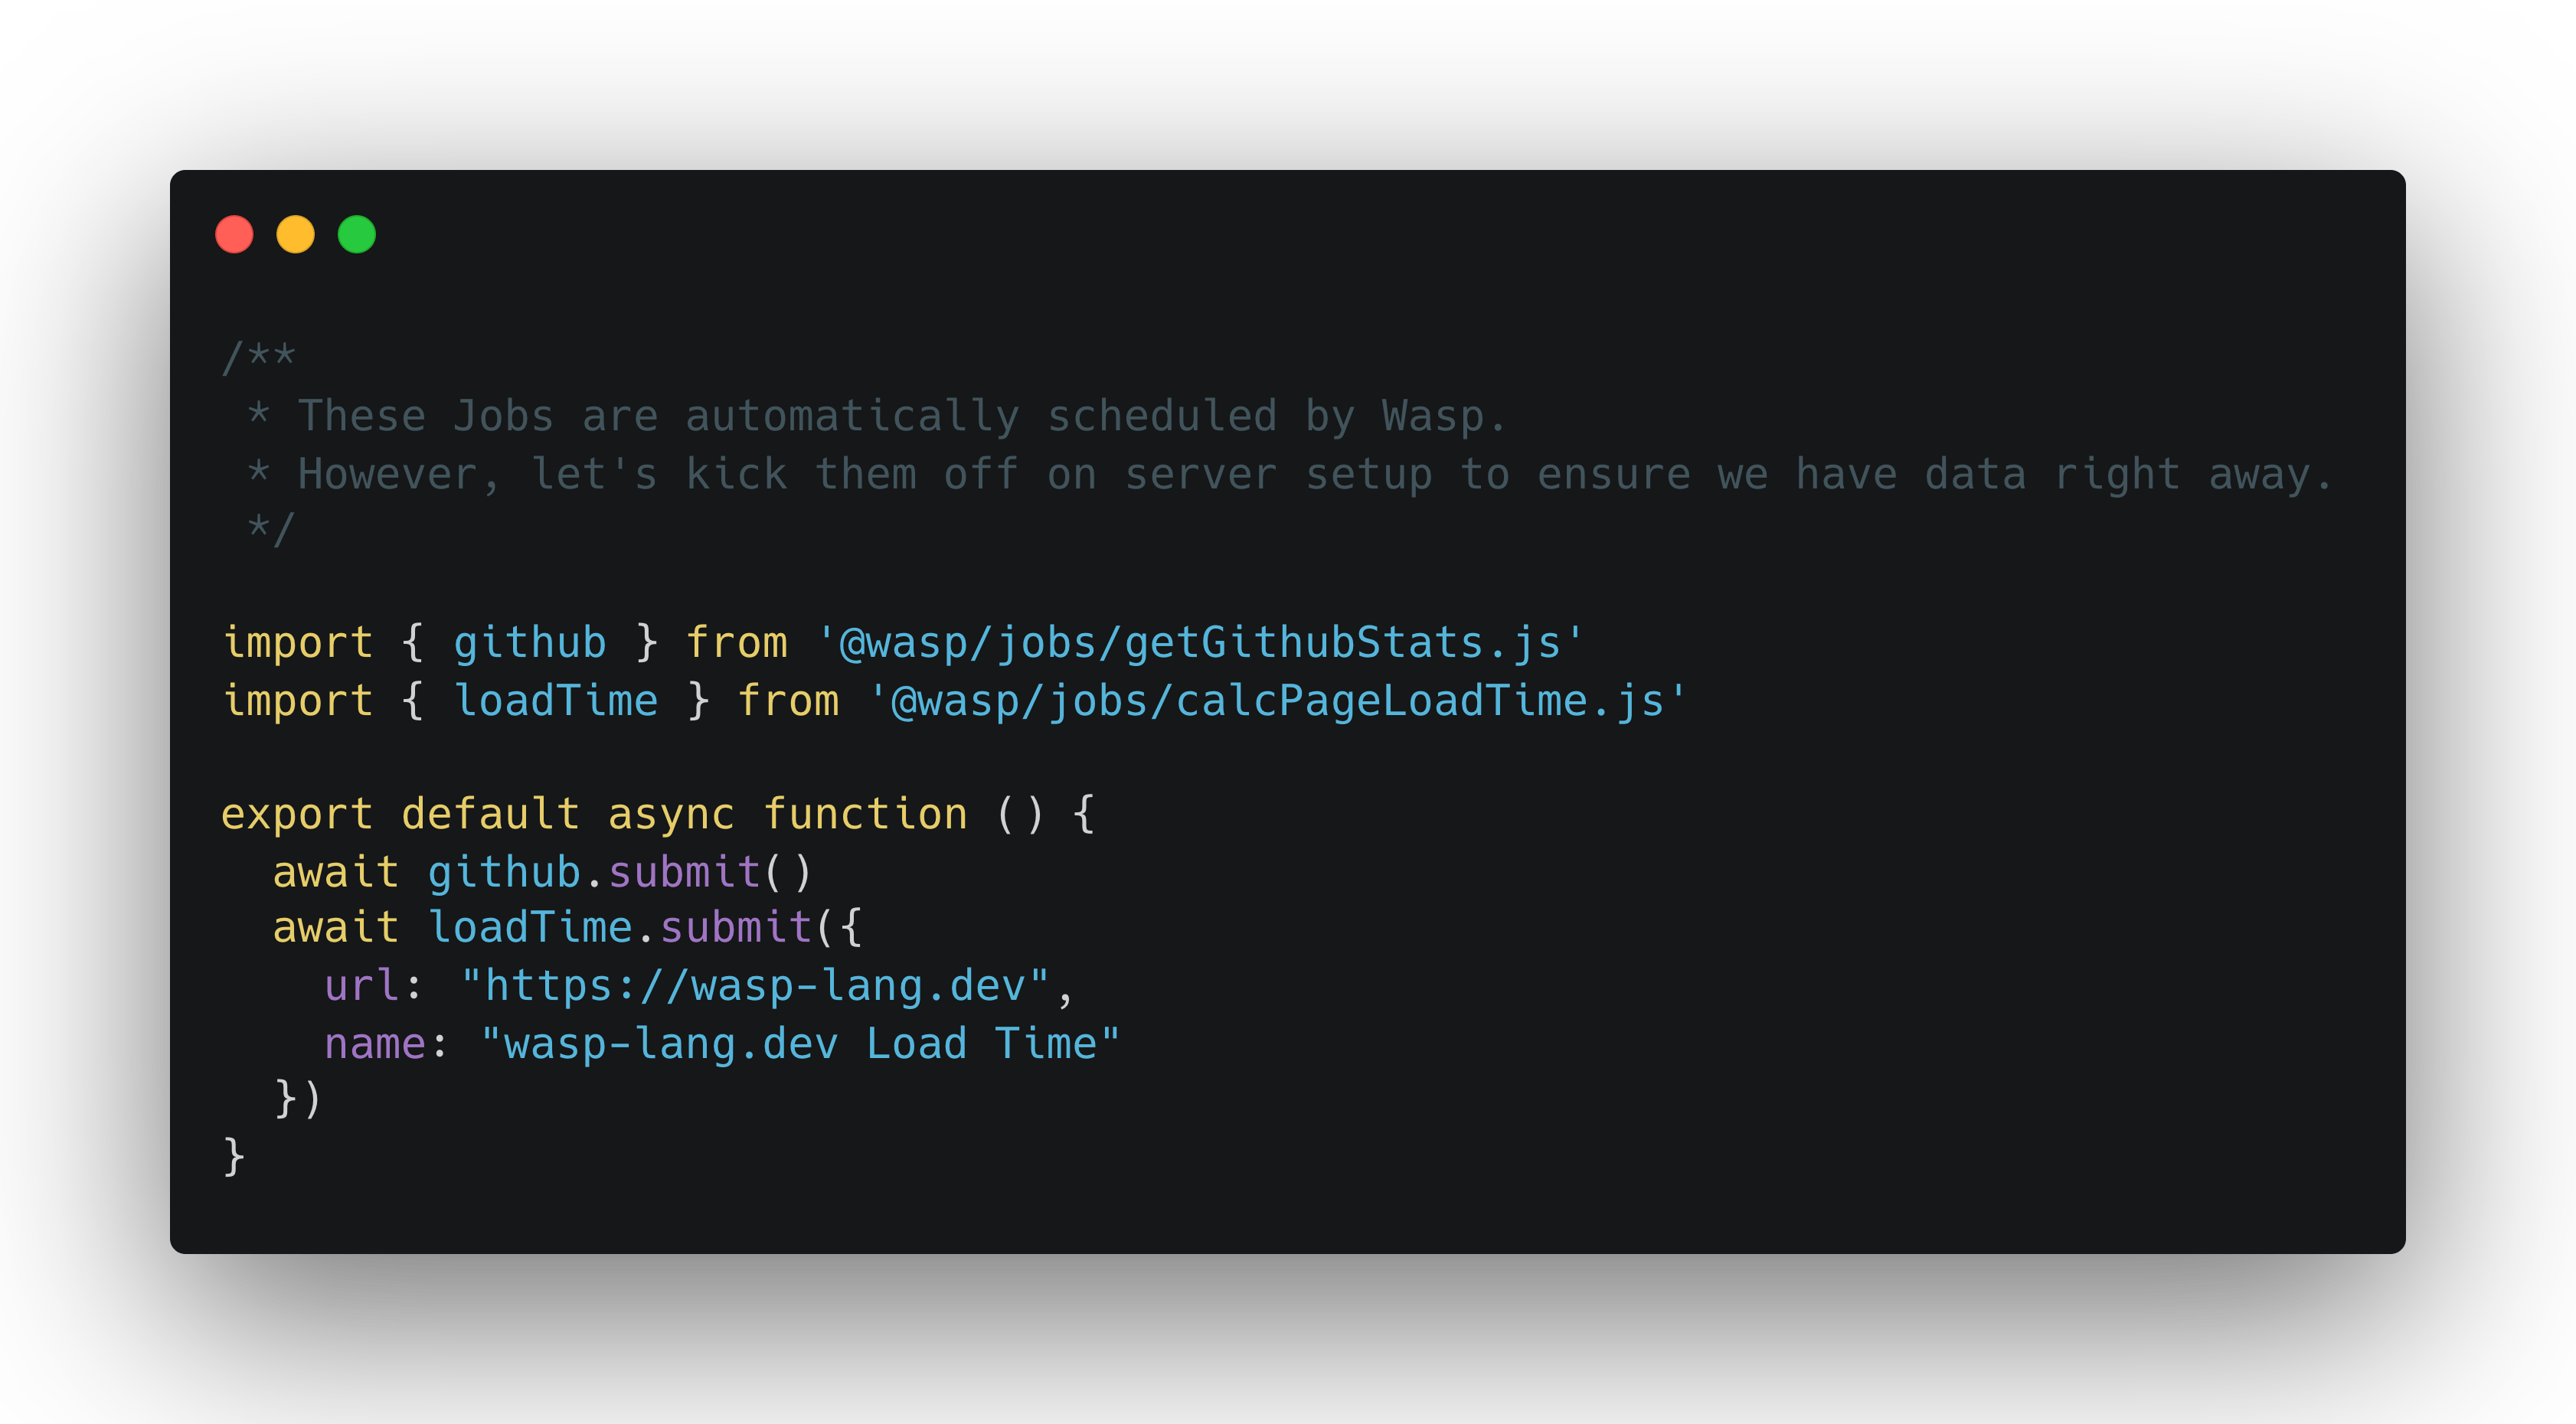 /**
 * These Jobs are automatically scheduled by Wasp.
 * However, let's kick them off on server setup to ensure we have data right away.
 */

import { github } from '@wasp/jobs/getGithubStats.js'
import { loadTime } from '@wasp/jobs/calcPageLoadTime.js'

export default async function () {
  await github.submit()
  await loadTime.submit({
    url: "https://wasp-lang.dev",
    name: "wasp-lang.dev Load Time"
  })
}